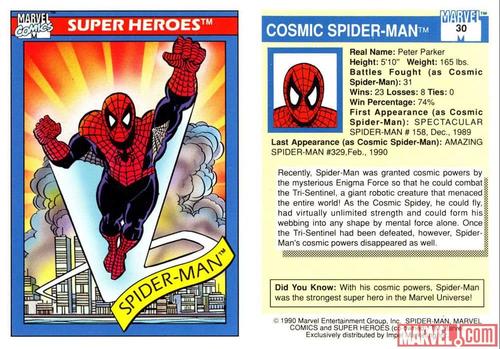 MARVEL
COMICS
SUPER HEROES™
SPIDER-MAN™
COSMIC SPIDER-MAN™
MARVEL
30
Real Name: Peter Parker
Height: 5'10" Weight: 165 lbs.
Battles Fought (as Cosmic
Spider-Man): 31
Wins: 23 Losses: 8 Ties: 0
Win Percentage: 74%
First Appearance (as Cosmic
Spider-Man): SPECTACULAR
SPIDER-MAN # 158, Dec., 1989
Last Appearance (as Cosmic Spider-Man): AMAZING
SPIDER-MAN #329,Feb., 1990
Recently, Spider-Man was granted cosmic powers by
the mysterious Enigma Force so that he could combat
the Tri-Sentinel, a giant robotic creature that menaced
the entire world! As the Cosmic Spidey, he could fly,
had virtually unlimited strength and could form his
webbing into any shape by mental force alone. Once
the Tri-Sentinel had been defeated, however, Spider-
Man's cosmic powers disappeared as well.
Did You Know: With his cosmic powers, Spider-Man
was the strongest super hero in the Marvel Universe!
© 1990 Marvel Entertainment Group, Inc. SPIDER-MAN, MARVEL
COMICS and SUPER HEROES
Exclusively distributed by
MARVEL.com